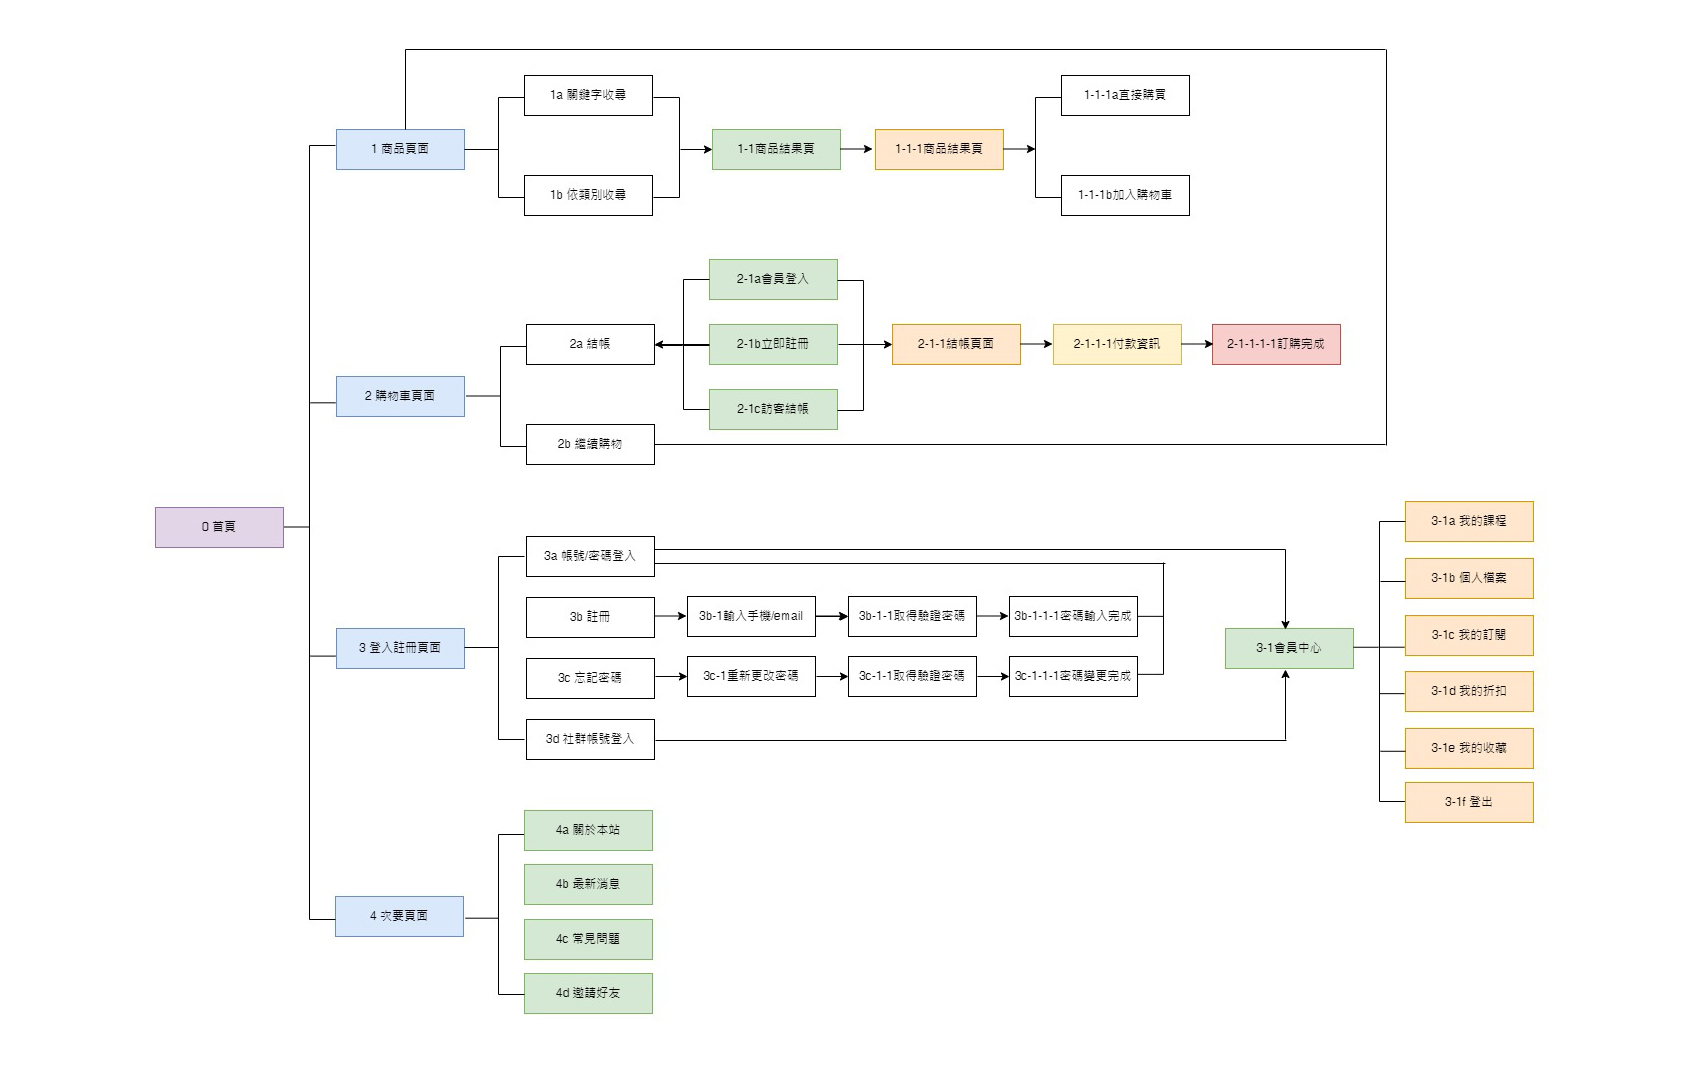 1a 關鍵字收尋
1-1-1a直接購買
1 商品頁面
1-1商品結果頁
1-1-1商品結果頁
1b 依類別收尋
1-1-1b加入購物車
2-1a會員登入
2a 結帳
2-1b立即註冊
2-1-1結帳頁面
2-1-1-1付款資訊
2-1-1-1-1訂購完成
2 購物車頁面
2-1c訪客結帳
2b 繼續購物
0 首頁
3a 帳號/密碼登入
3b 註冊
3b-1輸入手機/email
3b-1-1取得驗證密碼
3b-1-1-1密碼輸入完成
3 登入註冊頁面
3c 忘記密碼
3c-1重新更改密碼
3c-1-1取得驗證密碼
3c-1-1-1密碼變更完成
3d 社群帳號登入
3-1會員中心
3-1a 我的課程
3-1b 個人檔案
3-1c 我的訂閱
3-1d 我的折扣
3-1e 我的收藏
3-1f 登出
4a 關於本站
4b 最新消息
4 次要頁面
4c 常見問題
4d 邀請好友